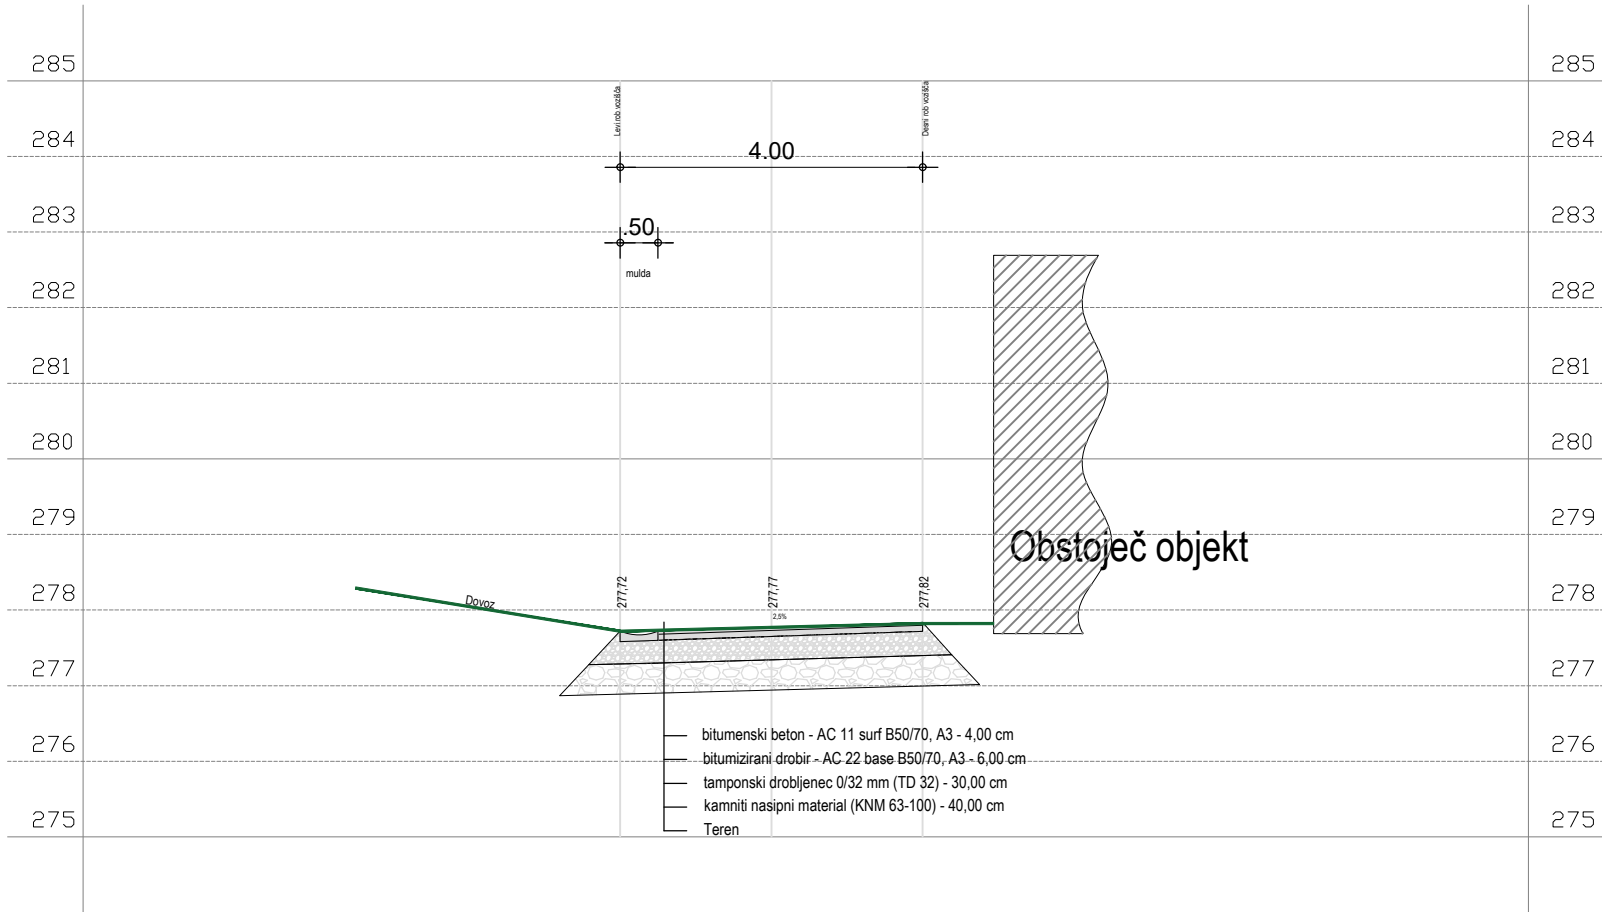 285 285
Levi rob vozišča
Desni rob vozišča
284 284
4.00
283 283
.50
mulda
282 282
281 281
280 280
279 279
Obstoječ objekt
278 278
Dovoz
277.72
277.77
277.82
2,5%
277 277
276 276
bitumenski beton - AC 11 surf B50/70, A3 - 4,00 cm
bitumizirani drobir - AC 22 base B50/70, A3 - 6,00 cm
tamponski drobljenec 0/32 mm (TD 32) - 30,00 cm
kamniti nasipni material (KNM 63-100) - 40,00 cm
Teren
275 275